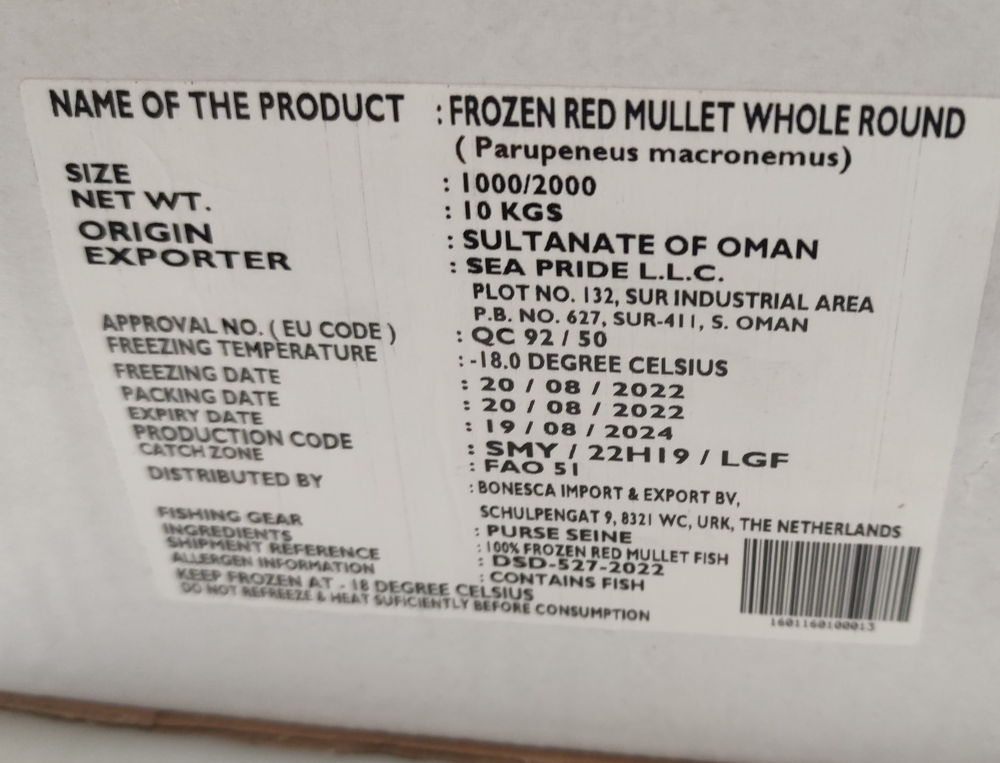 NAME OF THE PRODUCT : FROZEN RED MULLET WHOLE ROUND
( Parupeneus macronemus)
SIZE : 1000/2000
NET WT. : 10 KGS
ORIGIN : SULTANATE OF OMAN
EXPORTER : SEA PRIDE L.L.C.
PLOT NO. 132, SUR INDUSTRIAL AREA
P.B. NO. 627, SUR-411, S. OMAN
APPROVAL NO. ( EU CODE ) : QC 92 / 50
FREEZING TEMPERATURE : -18.0 DEGREE CELSIUS
FREEZING DATE : 20 / 08 / 2022
PACKING DATE : 20 / 08 / 2022
EXPIRY DATE : 19 / 08 / 2024
PRODUCTION CODE : SMY / 22H19 / LGF
CATCH ZONE : FAO 51
DISTRIBUTED BY : BONESCA IMPORT & EXPORT BV,
SCHULPENGAT 9, 8321 WC, URK, THE NETHERLANDS
FISHING GEAR : PURSE SEINE
INGREDIENTS : 100% FROZEN RED MULLET FISH
SHIPMENT REFERENCE : DSD-527-2022
ALLERGEN INFORMATION : CONTAINS FISH
KEEP FROZEN AT - 18 DEGREE CELSIUS
DO NOT REFREEZE & HEAT SUFICIENTLY BEFORE CONSUMPTION
1601160100013